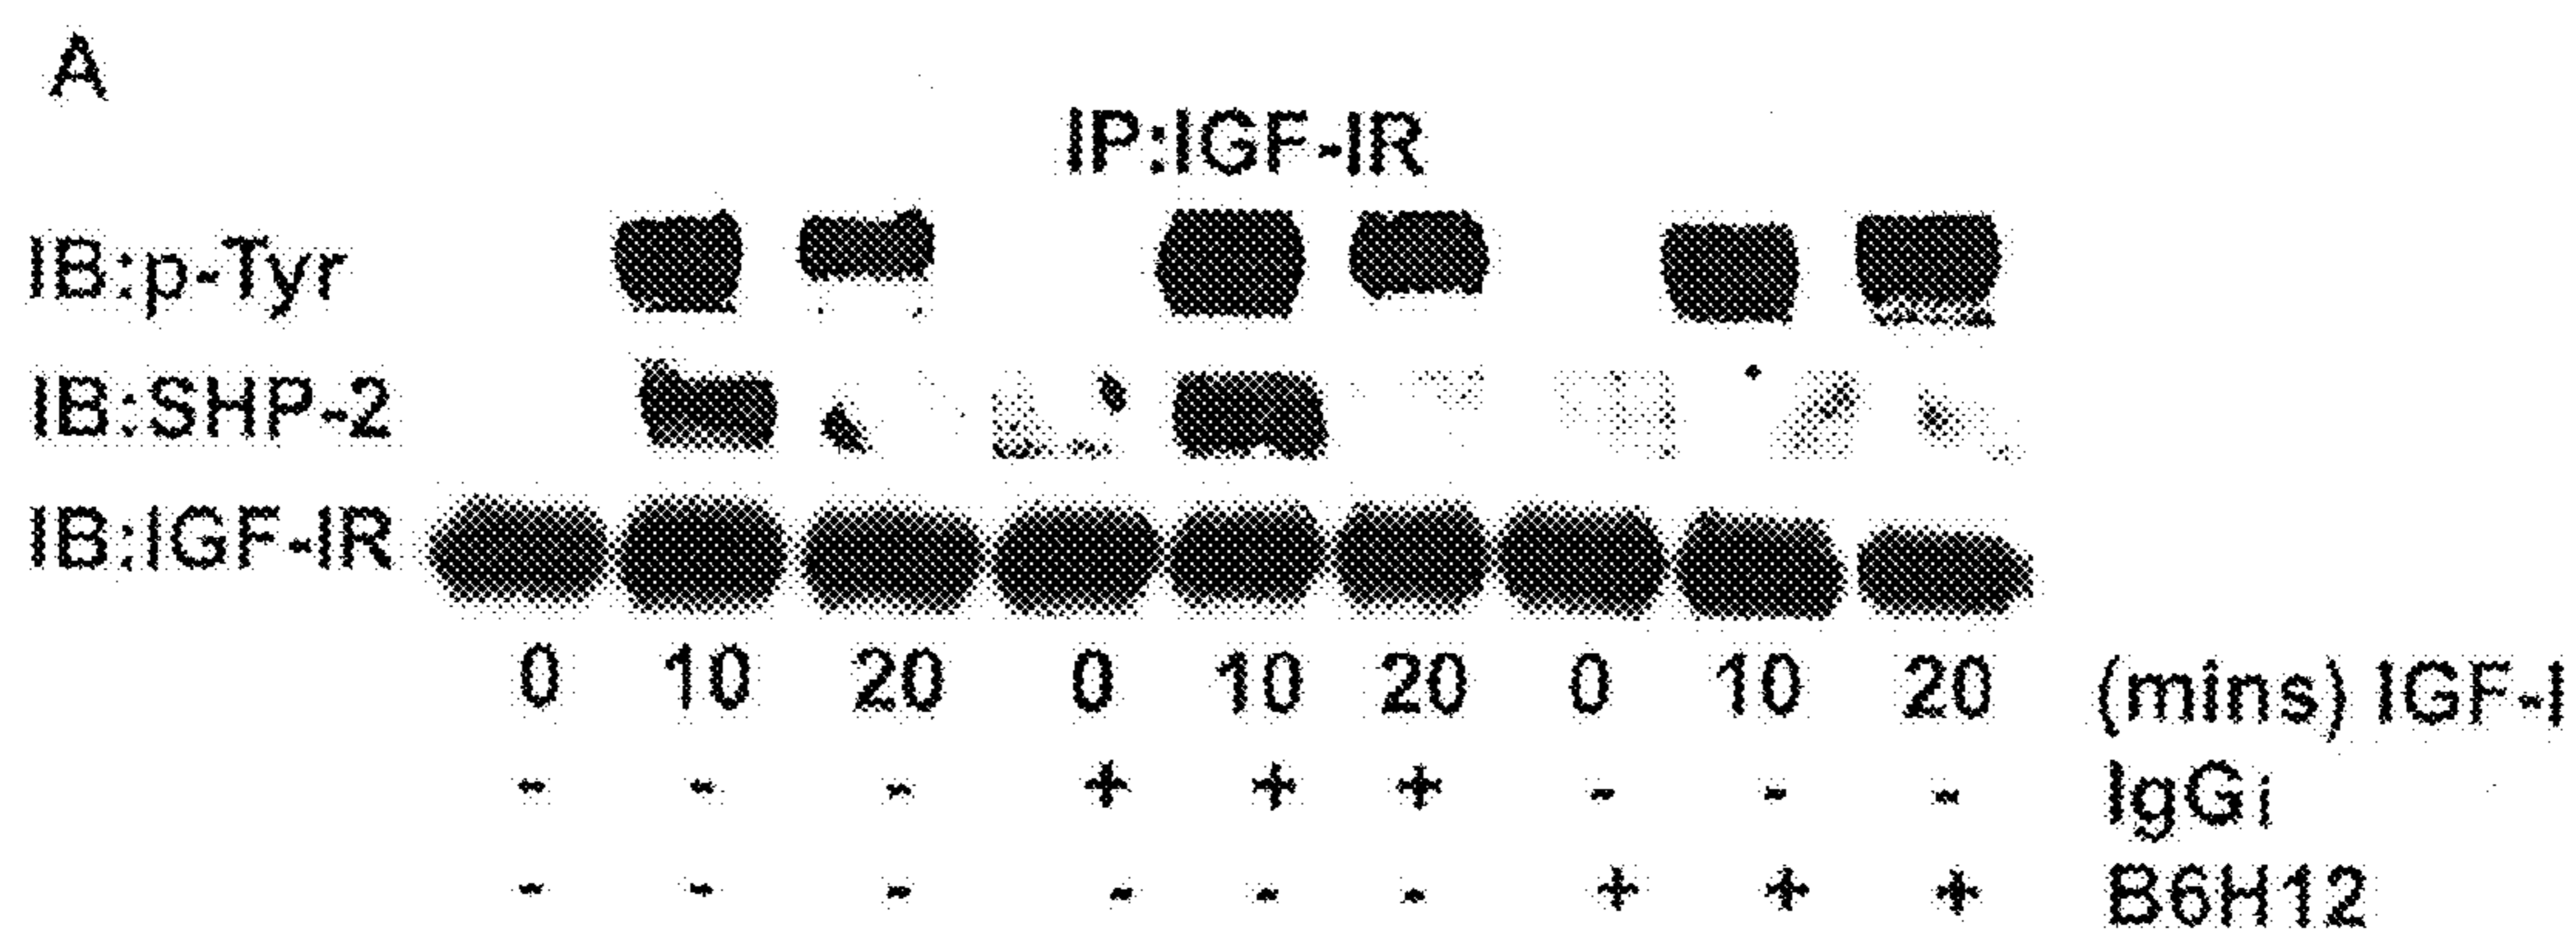 A
IP:IGF-IR
IB:p-Tyr
IB:SHP-2
IB:IGF-IR
0 10 20 0 10 20 0 10 20 (mins) IGF-I
- - - + + + - - - IgGi
- - - - - - + + + B6H12